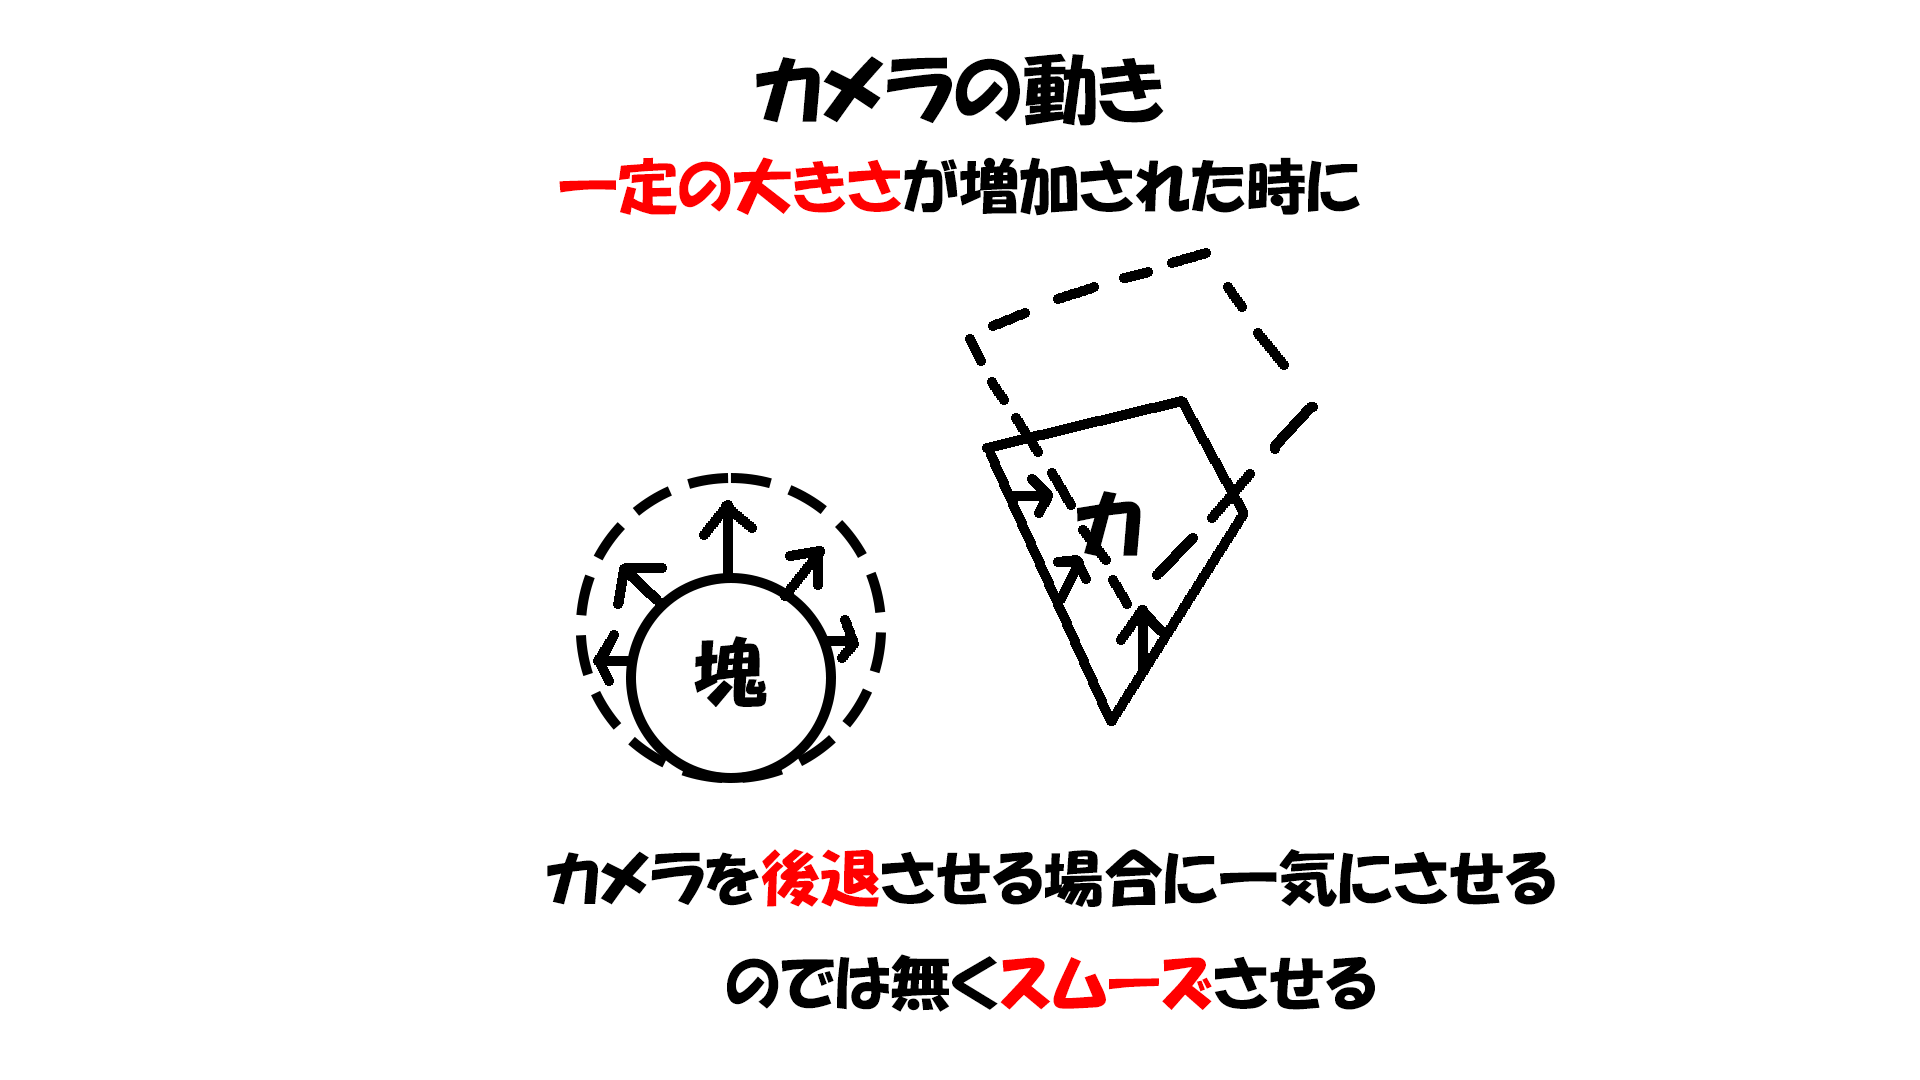 カメラの動き
一定の大きさが増加された時に
カ
塊
カメラを後退させる場合に一気にさせる
のでは無くスムーズさせる